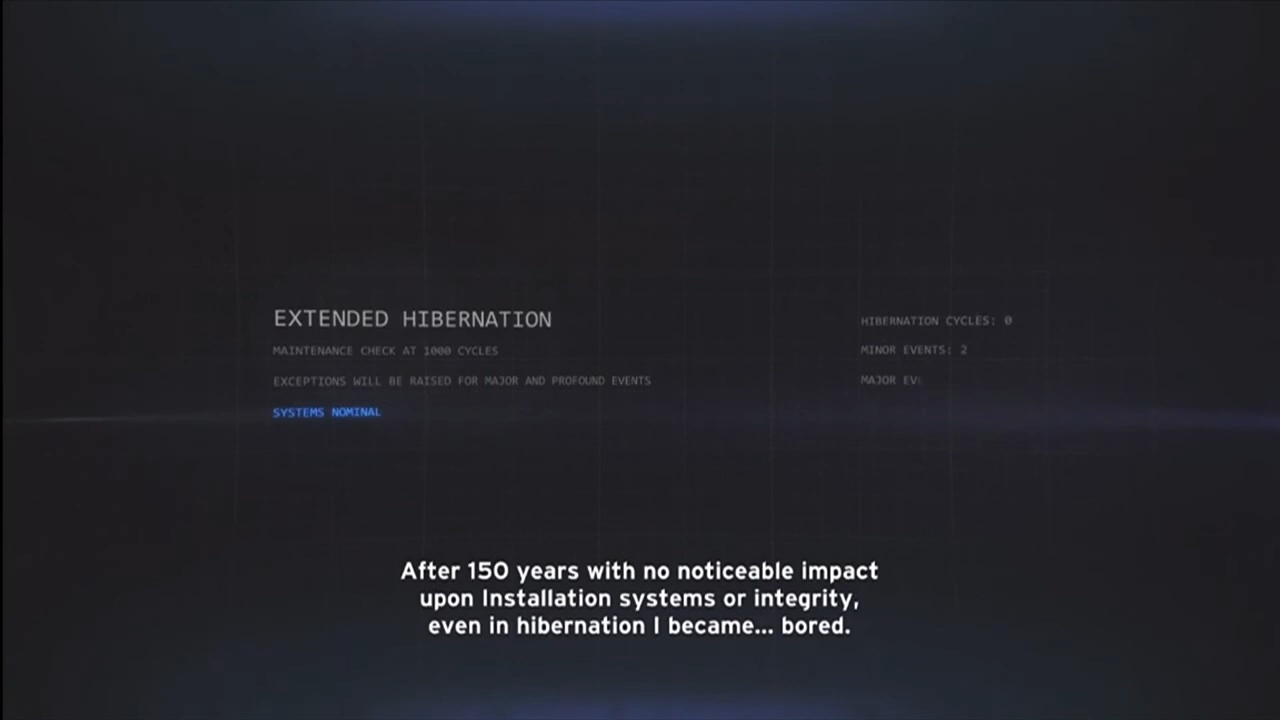 EXTENDED HIBERNATION
MAINTENANCE CHECK AT 1000 CYCLES
EXCEPTIONS WILL BE RAISED FOR MAJOR AND PROFOUND EVENTS
SYSTEMS NOMINAL
HIBERNATION CYCLES: 0
MINOR EVENTS: 2
MAJOR EV
After 150 years with no noticeable impact
upon Installation systems or integrity,
even in hibernation I became... bored.